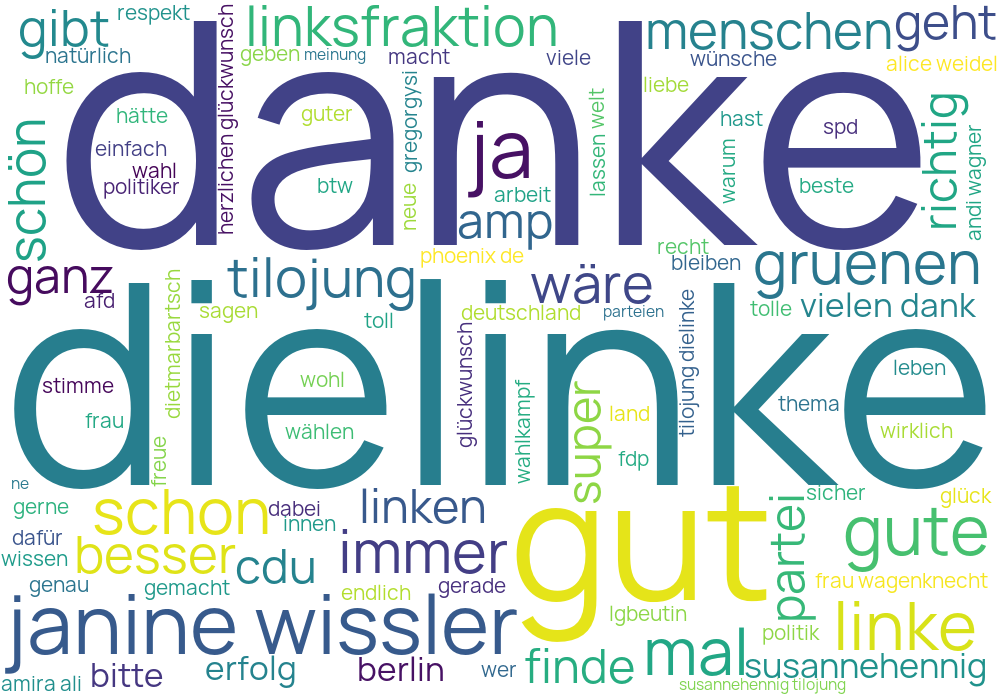 respekt
gibt
natürlich
hoffe
linksfraktion
geben
meinung
macht
viele
menschen
wünsche
geht
alice weidel
herzlichen glückwunsch
danke
hätte
einfach
wahl
politiker
guter
btw
gregorgysi
neue
ja
arbeit
amp
lassen welt
liebe
hast
warum
spd
beste
richtig
andi wagner
schön
recht
phoenix de
bleiben
gruenen
ganz
afd
tilojung
wäre
dietmarbartsch
sagen
toll
deutschland
parteien
tilojung dielinke
tolle
vielen dank
dielinke
stimme
frau
wohl
wählen
freue
glückwunsch
wahlkampf
super
land
fdp
thema
leben
wirklich
ne
gerne
schon
dabei
innen
linken
gut
partei
sicher
glück
dafür
wissen
besser
cdu
immer
gute
genau
gemacht
endlich
gerade
lgbeutin
frau wagenknecht
janine wissler
politik
linke
amira ali
bitte
erfolg
berlin
wer
finde
mal
susannehennig
susannehennig tilojung